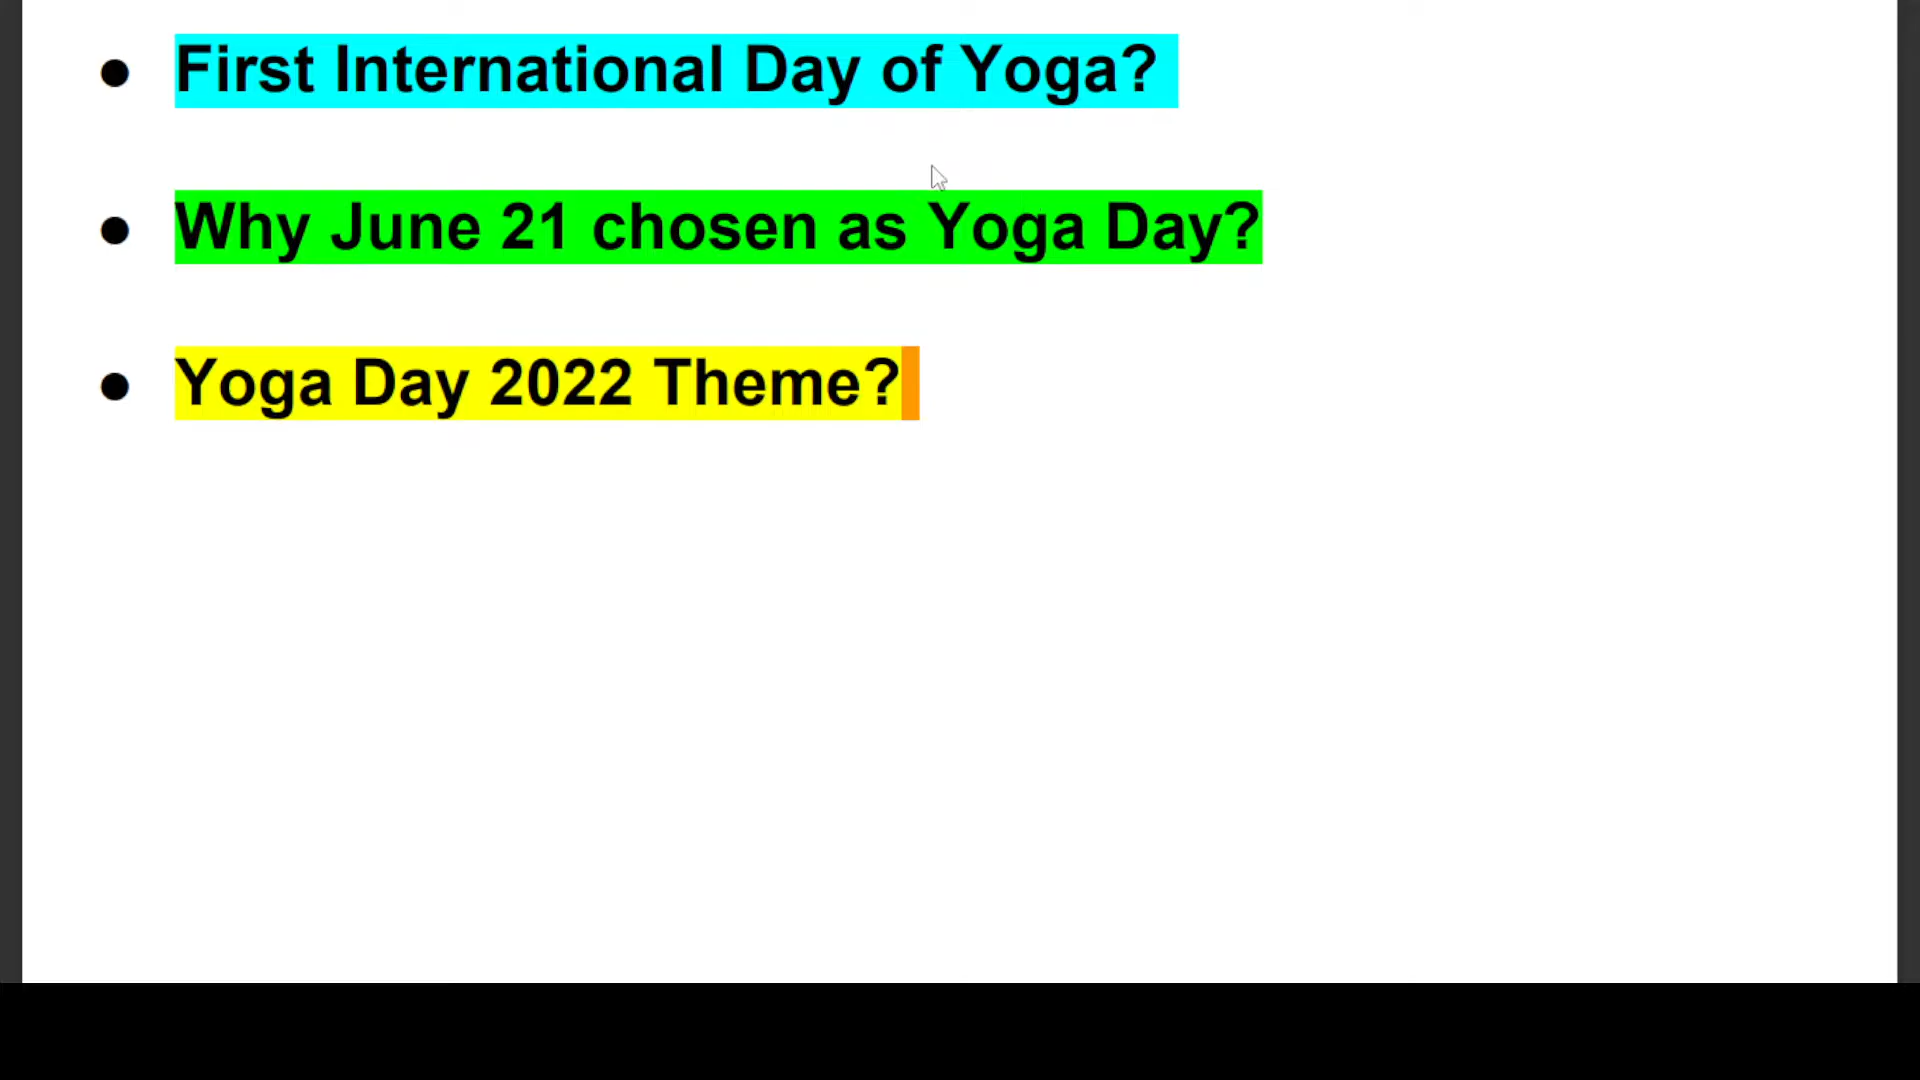 ● First International Day of Yoga?
● Why June 21 chosen as Yoga Day?
● Yoga Day 2022 Theme?